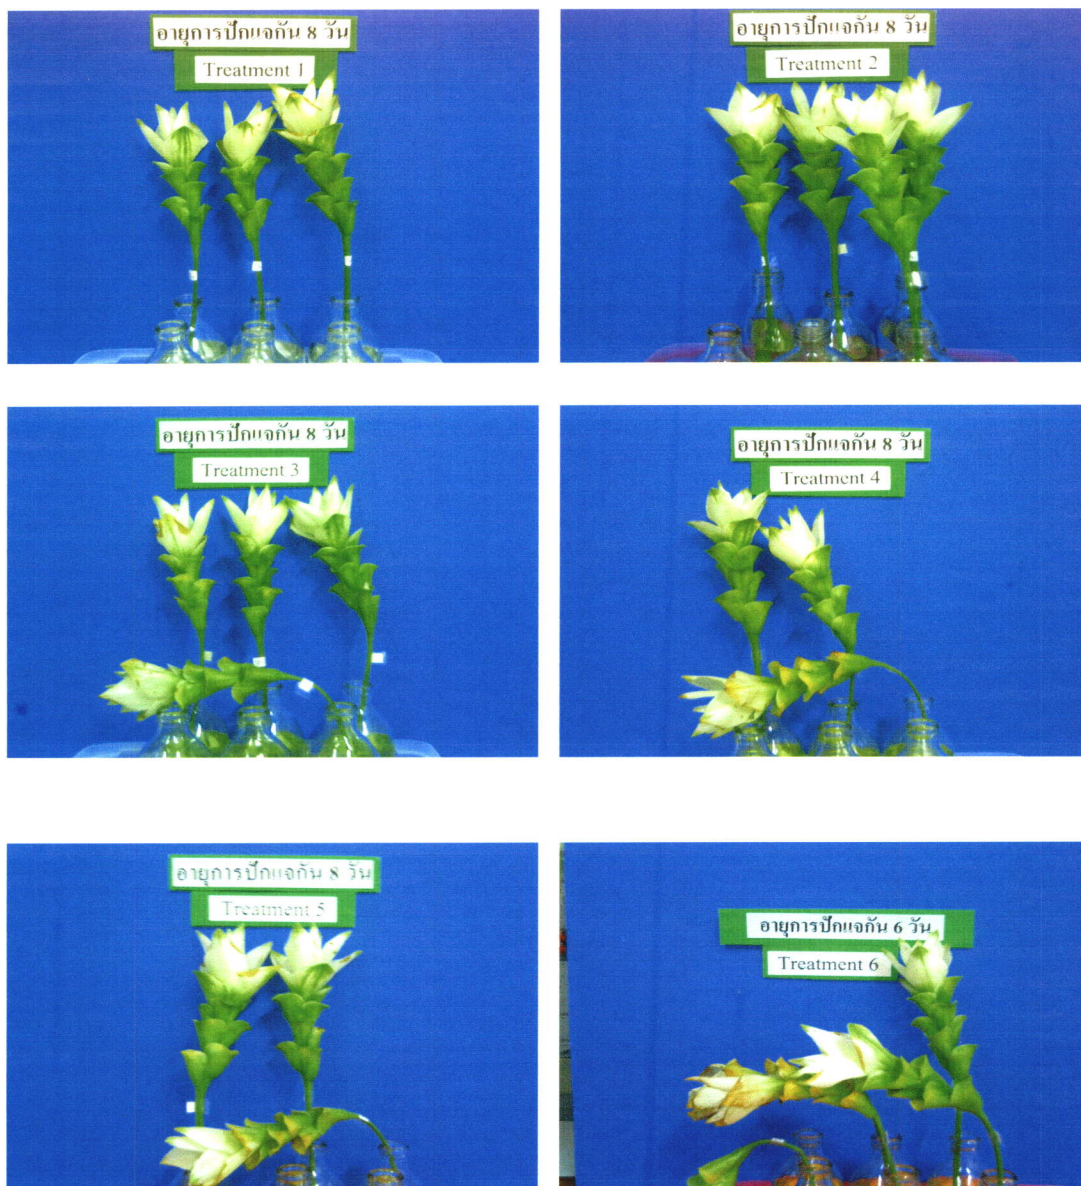 อายุการปักแจกัน 8 วัน
Treatment 1
อายุการปักแจกัน 8 วัน
Treatment 2
อายุการปักแจกัน 8 วัน
Treatment 3
อายุการปักแจกัน 8 วัน
Treatment 4
อายุการปักแจกัน 8 วัน
Treatment 5
อายุการปักแจกัน 6 วัน
Treatment 6